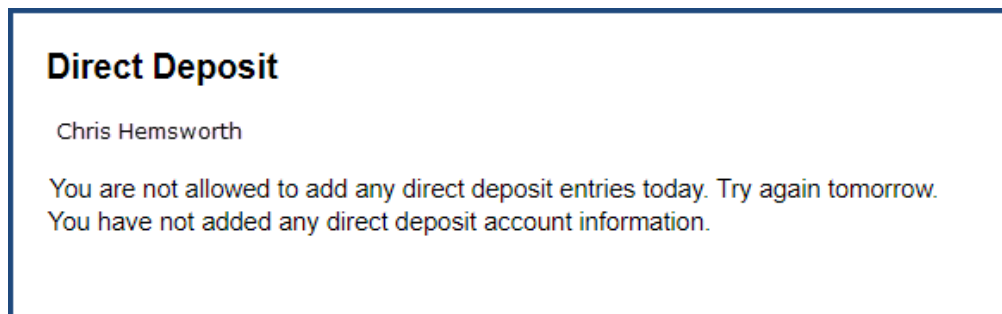 Direct Deposit
Chris Hemsworth
You are not allowed to add any direct deposit entries today. Try again tomorrow.
You have not added any direct deposit account information.